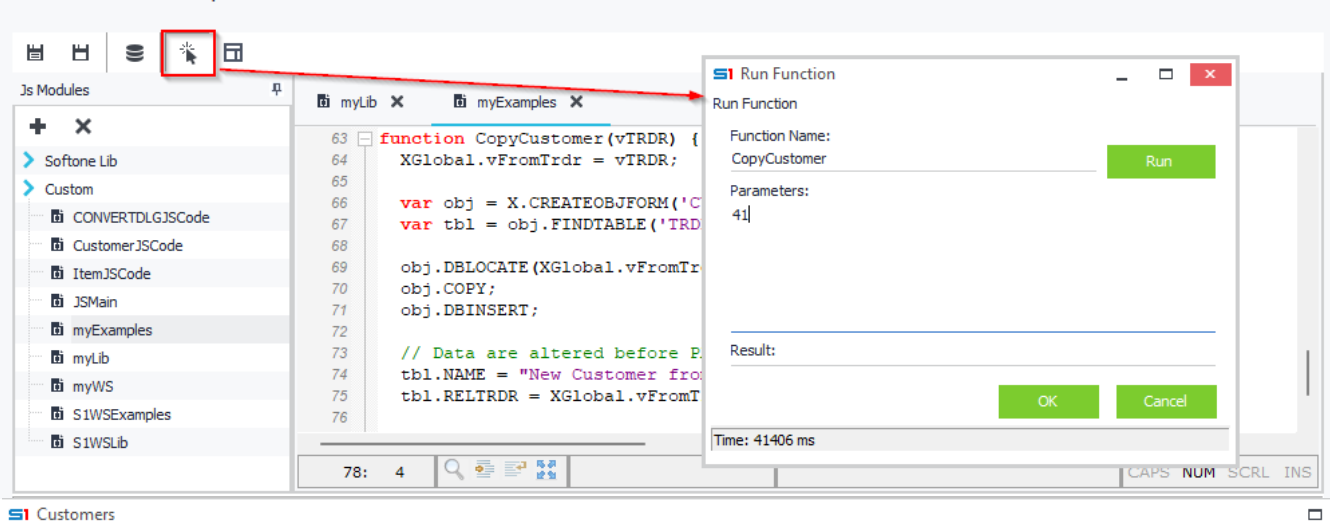 Js Modules
Softone Lib
Custom
CONVERTDLGJSCode
CustomerJSCode
ItemJSCode
JSMain
myExamples
myLib
myWS
S1WSExamples
S1WSLib
myLib
myExamples
63 function CopyCustomer(vTRDR) {
64 XGlobal.vFromTrdr = vTRDR;
65
66 var obj = X.CREATEOBJFORM('C
67 var tbl = obj.FINDTABLE('TRD
68
69 obj.DBLOCATE(XGlobal.vFromTr
70 obj.COPY;
71 obj.DBINSERT;
72
73 // Data are altered before P
74 tbl.NAME = "New Customer fro
75 tbl.RELTRDR = XGlobal.vFromT
76
78: 4
CAPS NUM SCRL INS
S1 Run Function
Run Function
Function Name:
CopyCustomer
Run
Parameters:
41
Result:
OK Cancel
Time: 41406 ms
S1 Customers